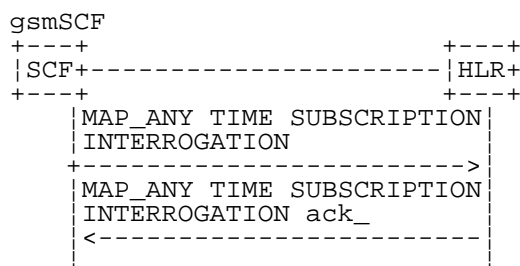 gsmSCF
SCF HLR
MAP_ANY TIME SUBSCRIPTION
INTERROGATION
MAP_ANY TIME SUBSCRIPTION
INTERROGATION ack_